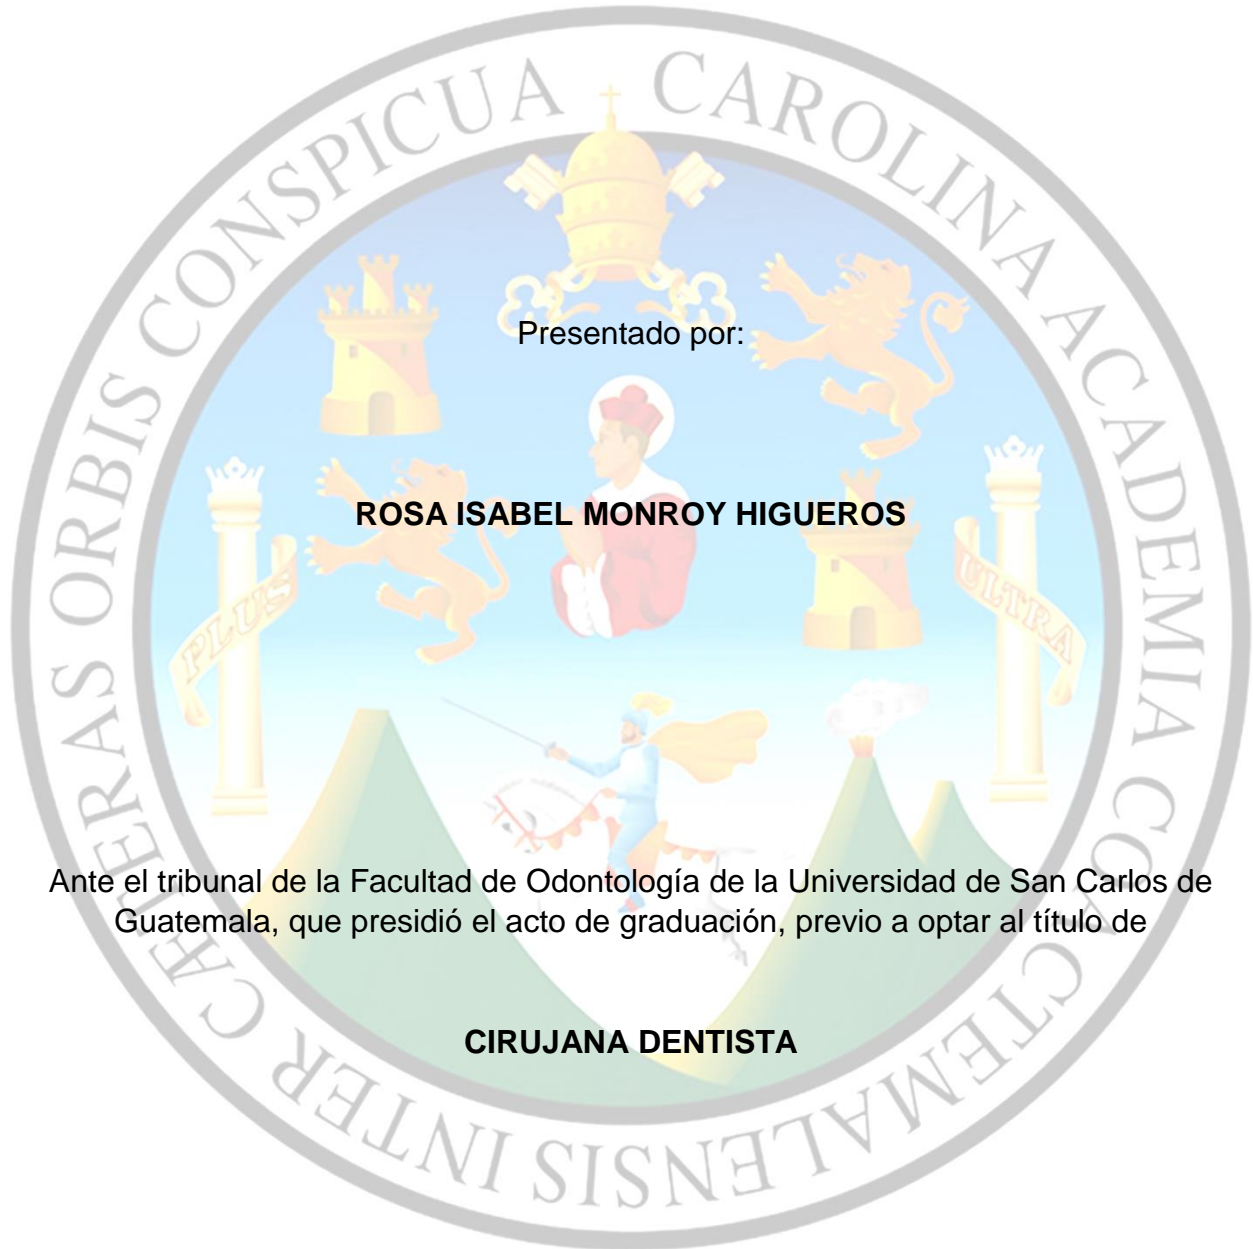 Presentado por:
ROSA ISABEL MONROY HIGUEROS
Ante el tribunal de la Facultad de Odontología de la Universidad de San Carlos de
Guatemala, que presidió el acto de graduación, previo a optar al título de
CIRUJANA DENTISTA
CAROLINA ACADEMIA COACTEMALENSIS INTER CÆTERAS ORBIS CONSPICUA
PLUS
ULTRA